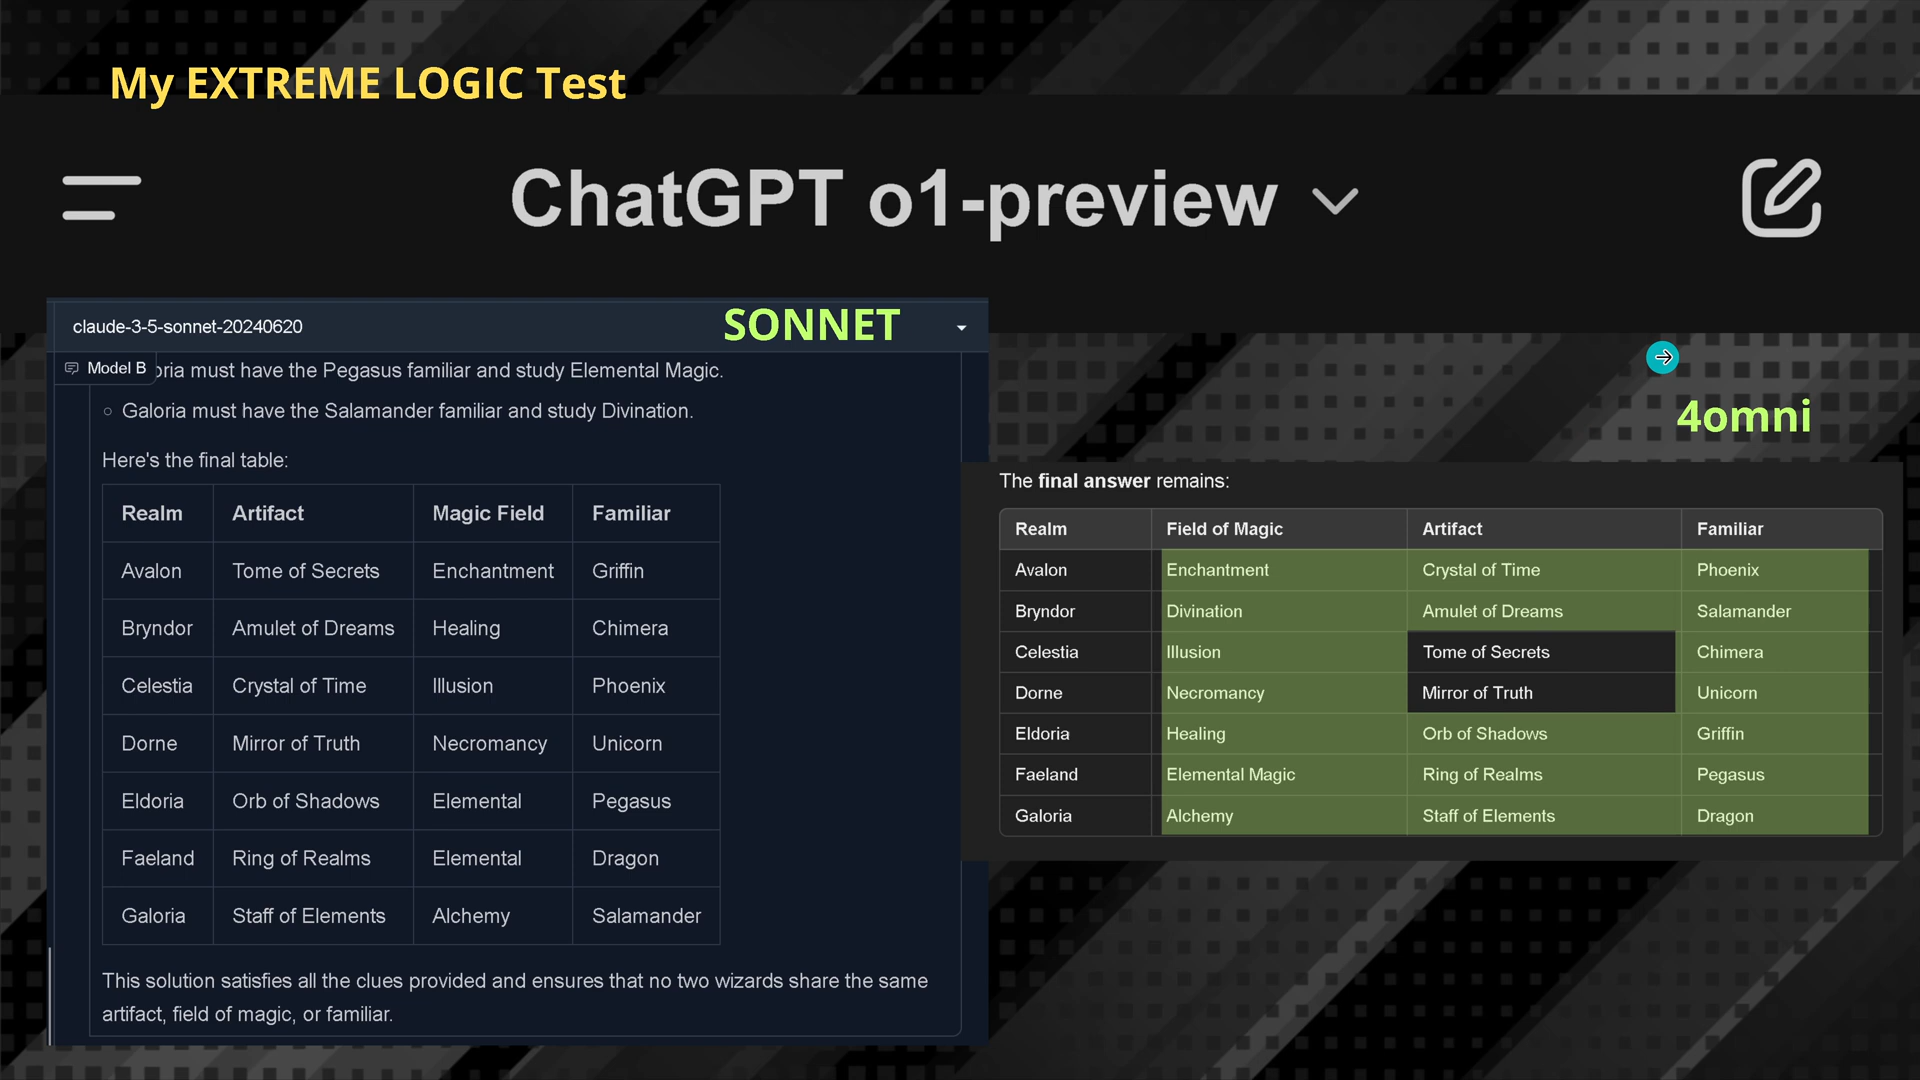 My EXTREME LOGIC Test
ChatGPT o1-preview
claude-3-5-sonnet-20240620
SONNET
Model B
oria must have the Pegasus familiar and study Elemental Magic.
Galoria must have the Salamander familiar and study Divination.
Here's the final table:
Realm Artifact Magic Field Familiar
Avalon Tome of Secrets Enchantment Griffin
Bryndor Amulet of Dreams Healing Chimera
Celestia Crystal of Time Illusion Phoenix
Dorne Mirror of Truth Necromancy Unicorn
Eldoria Orb of Shadows Elemental Pegasus
Faeland Ring of Realms Elemental Dragon
Galoria Staff of Elements Alchemy Salamander
This solution satisfies all the clues provided and ensures that no two wizards share the same
artifact, field of magic, or familiar.
4omni
The final answer remains:
Realm Field of Magic Artifact Familiar
Avalon Enchantment Crystal of Time Phoenix
Bryndor Divination Amulet of Dreams Salamander
Celestia Illusion Tome of Secrets Chimera
Dorne Necromancy Mirror of Truth Unicorn
Eldoria Healing Orb of Shadows Griffin
Faeland Elemental Magic Ring of Realms Pegasus
Galoria Alchemy Staff of Elements Dragon